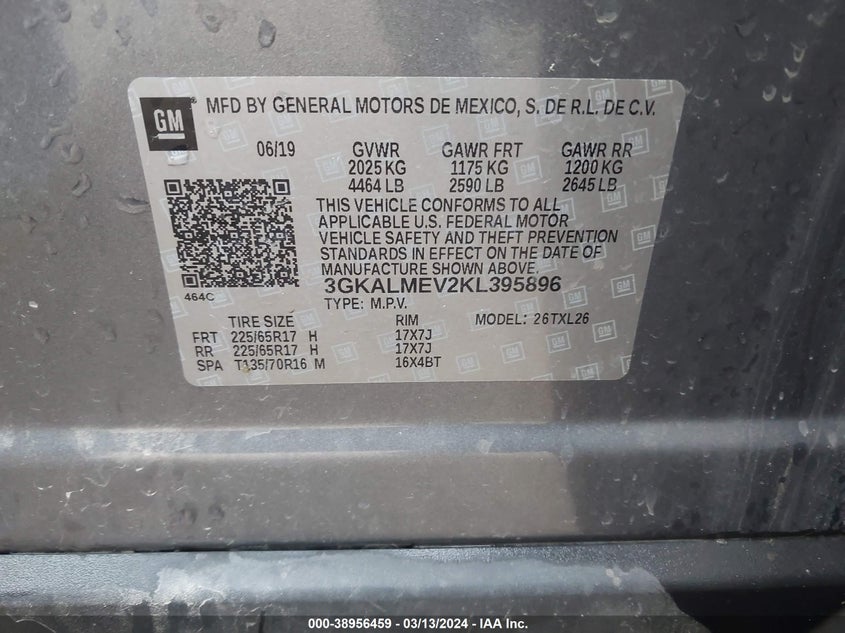 GM ® MFD BY GENERAL MOTORS DE MEXICO, S. DE R.L. DE C.V.
06/19 GVWR GAWR FRT GAWR RR
2025 KG 1175 KG 1200 KG
4464 LB 2590 LB 2645 LB
THIS VEHICLE CONFORMS TO ALL
APPLICABLE U.S. FEDERAL MOTOR
VEHICLE SAFETY AND THEFT PREVENTION
STANDARDS IN EFFECT ON THE DATE OF
MANUFACTURE SHOWN ABOVE.
464C
3GKALMEV2KL395896
TYPE: M.P.V.
TIRE SIZE RIM MODEL: 26TXL26
FRT 225/65R17 H 17X7J
RR 225/65R17 H 17X7J
SPA T135/70R16 M 16X4BT
000-38956459 - 03/13/2024 - IAA Inc.